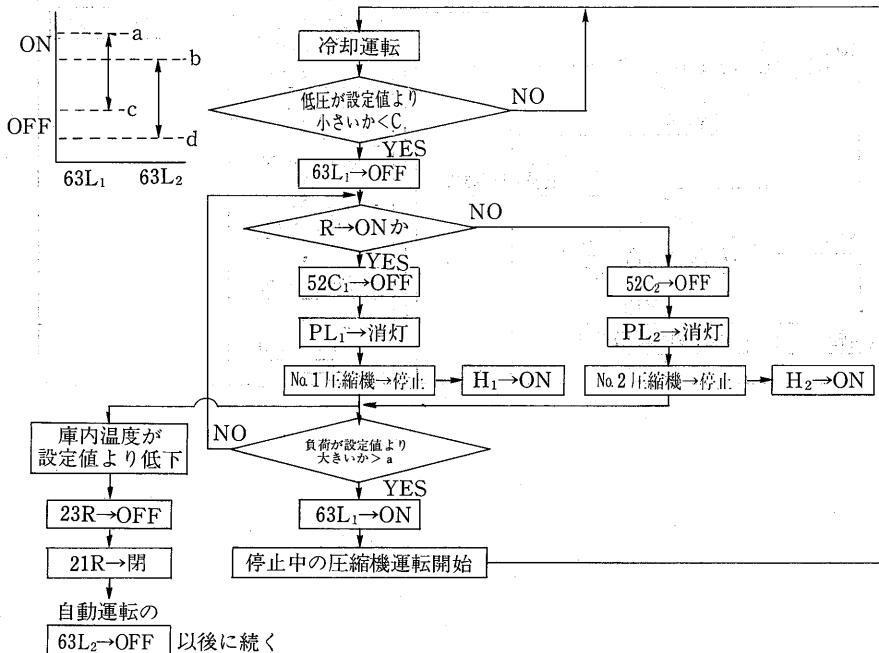 ON
OFF
a
b
c
d
63L₁
63L₂
冷却運転
低圧が設定値より
小さいか<C
NO
YES
63L₁→OFF
R→ONか
NO
YES
52C₁→OFF
52C₂→OFF
PL₁→消灯
PL₂→消灯
No.1圧縮機→停止
H₁→ON
No.2圧縮機→停止
H₂→ON
庫内温度が
設定値より低下
NO
負荷が設定値より
大きいか>a
YES
23R→OFF
63L₁→ON
21R→閉
停止中の圧縮機運転開始
自動運転の
63L₂→OFF 以後に続く